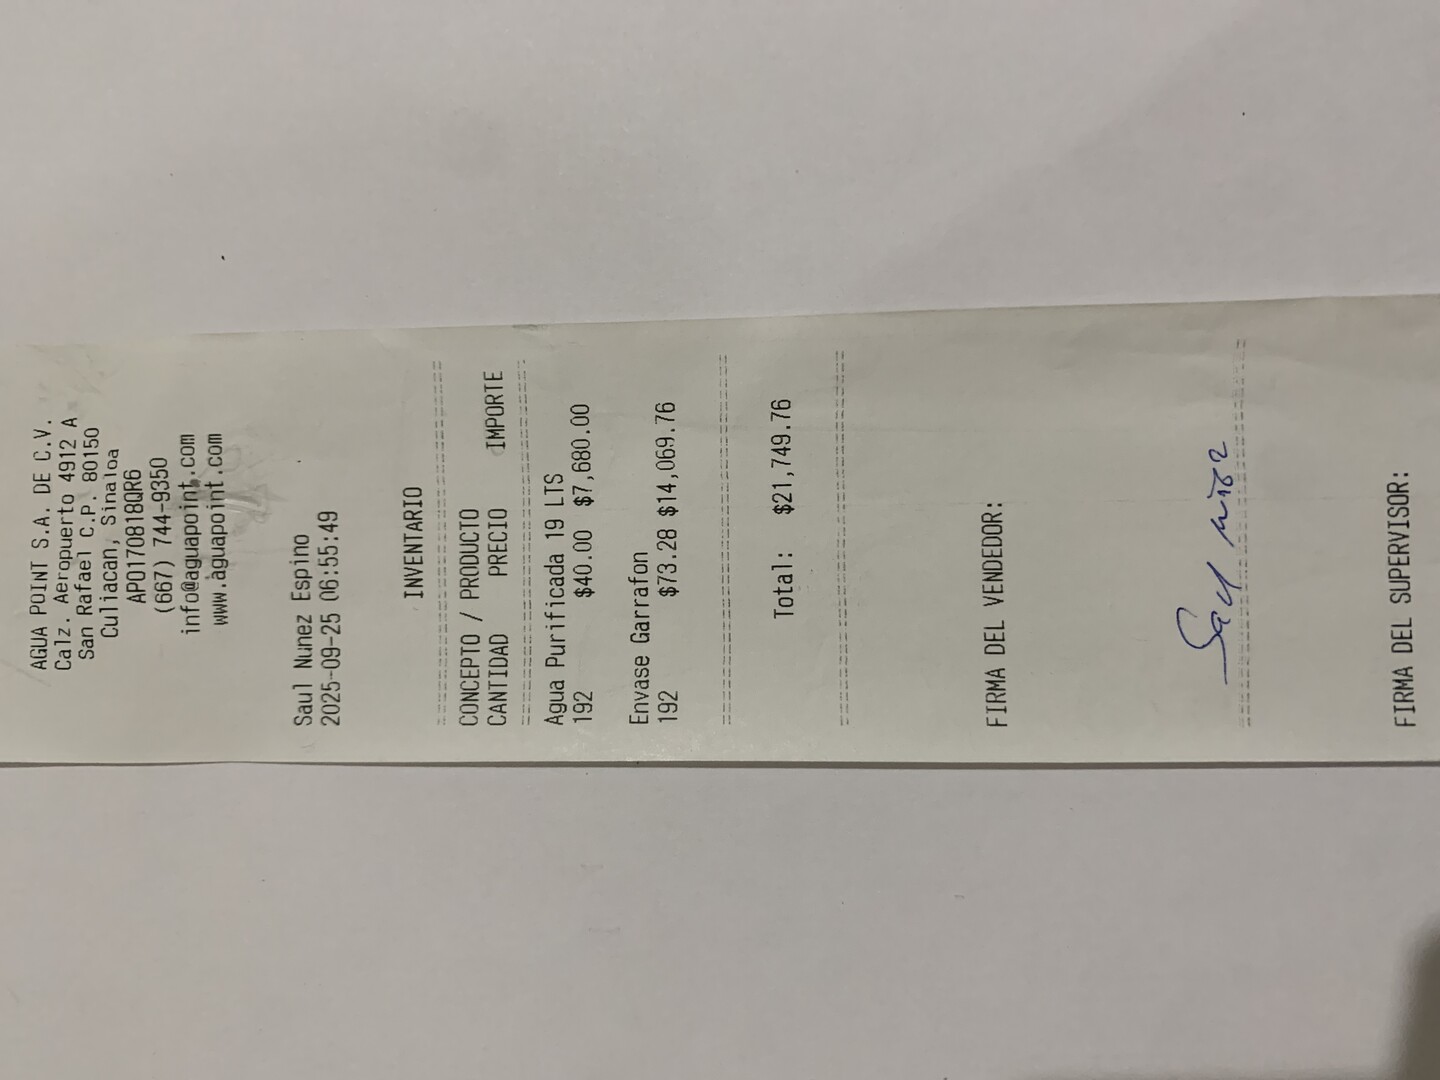 AGUA POINT S.A. DE C.V.
Calz. Aeropuerto 4912 A
San Rafael C.P. 80150
Culiacan, Sinaloa
APO170818QR6
(667) 744-9350
info@aguapoint.com
www.aguapoint.com
Saul Nunez Espino
2025-09-25 06:55:49
INVENTARIO
CONCEPTO / PRODUCTO
CANTIDAD PRECIO IMPORTE
Agua Purificada 19 LTS
192 $40.00 $7,680.00
Envase Garrafon
192 $73.28 $14,069.76
Total: $21,749.76
FIRMA DEL VENDEDOR:
FIRMA DEL SUPERVISOR: